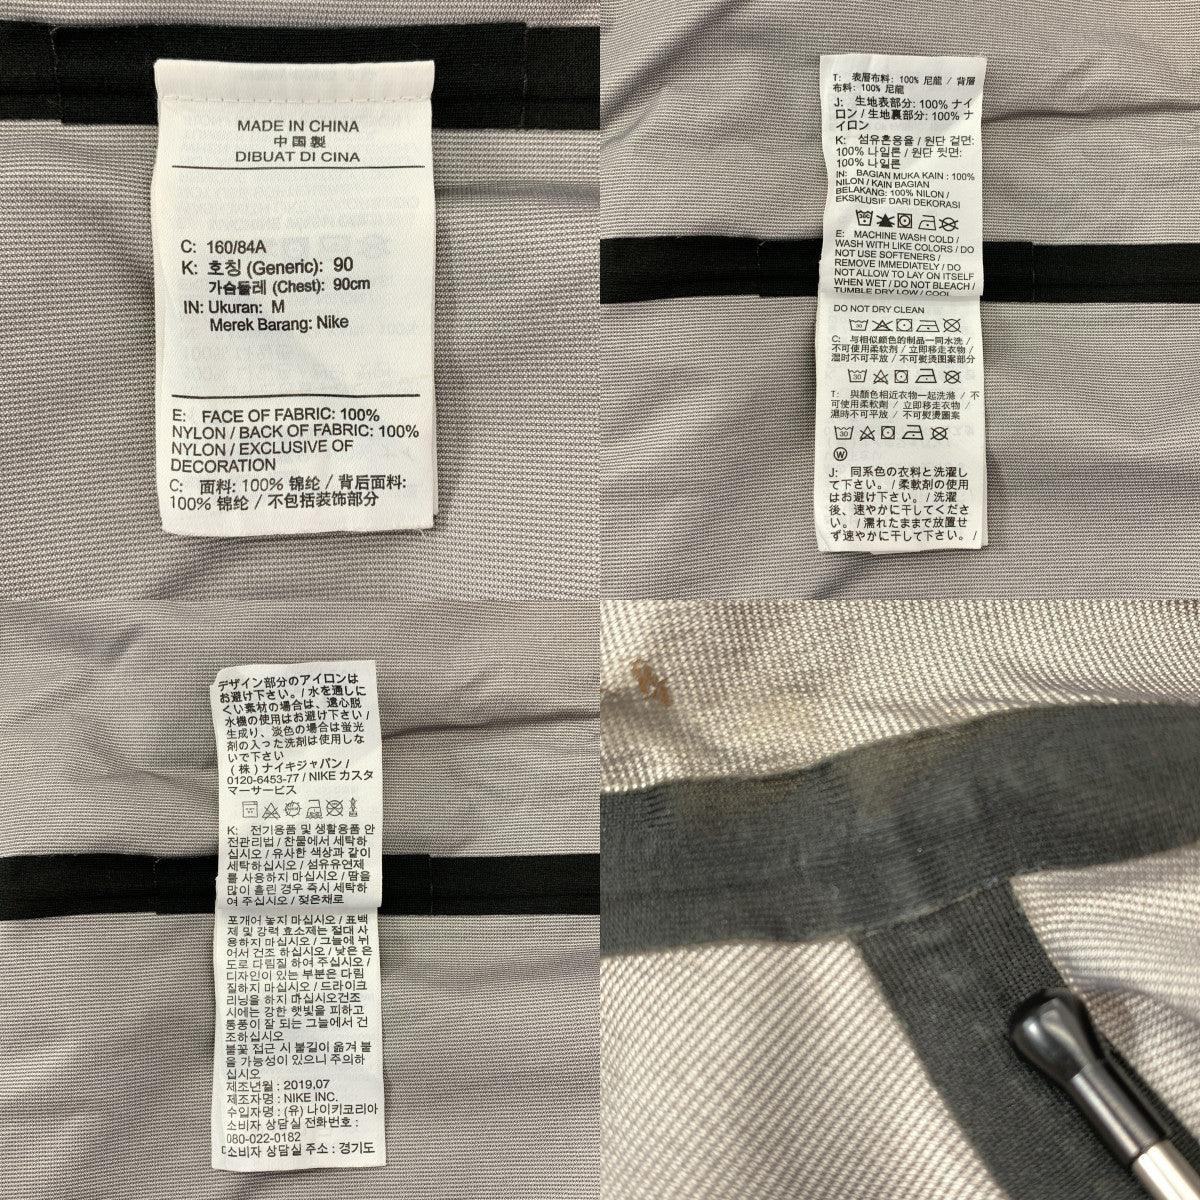 MADE IN CHINA
中国製
DIBUAT DI CINA
C: 160/84A
K: 호칭 (Generic): 90
가슴둘레 (Chest): 90cm
IN: Ukuran: M
Merek Barang: Nike
E: FACE OF FABRIC: 100%
NYLON / BACK OF FABRIC: 100%
NYLON / EXCLUSIVE OF
DECORATION
C: 面料: 100% 锦纶 / 背后面料:
100% 锦纶 / 不包括装饰部分
T: 表層布料: 100% 尼龍 / 背層
布料: 100% 尼龍
J: 生地表部分: 100% ナイ
ロン / 生地裏部分: 100% ナ
イロン
K: 섬유혼용율 / 원단 겉면:
100% 나일론 / 원단 뒷면:
100% 나일론
IN: BAGIAN MUKA KAIN : 100%
NILON / KAIN BAGIAN
BELAKANG: 100% NILON /
EKSKLUSIF DARI DEKORASI
E: MACHINE WASH COLD /
WASH WITH LIKE COLORS / DO
NOT USE SOFTENERS /
REMOVE IMMEDIATELY / DO
NOT ALLOW TO LAY ON ITSELF
WHEN WET / DO NOT BLEACH /
TUMBLE DRY LOW / COOL
DO NOT DRY CLEAN
C: 与相似颜色的制品一同水洗 /
不可使用柔软剂 / 立即移走衣物 /
湿时不可平放 / 不可熨烫图案部分
T: 與顏色相近衣物一起洗滌 / 不
可使用柔軟劑 / 立即移走衣物 /
濕時不可平放 / 不可熨燙圖案
W
J: 同系色の衣料と洗濯し
て下さい。/ 柔軟剤の使用
はお避け下さい。/ 洗濯
後、速やかに干してくださ
い。/ 濡れたままで放置せ
ず速やかに干して下さい。/
デザイン部分のアイロンは
お避け下さい。/ 水を通しに
くい素材の場合は、遠心脱
水機の使用はお避け下さい /
生成り、淡色の場合は蛍光
剤の入った洗剤は使用しな
いで下さい
(株) ナイキジャパン /
0120-6453-77 / NIKE カスタ
マーサービス
K: 전기용품 및 생활용품 안
전관리법 / 찬물에서 세탁하
십시오 / 유사한 색상과 같이
세탁하십시오 / 섬유유연제
를 사용하지 마십시오 / 땀을
많이 흘린 경우 즉시 세탁하
여 주십시오 / 젖은채로
포개어 놓지 마십시오 / 표백
제 및 강력 효소제는 절대 사
용하지 마십시오 / 그늘에 뉘
어서 건조 하십시오 / 낮은 온
도로 다림질 하여 주십시오 /
디자인이 있는 부분은 다림
질하지 마십시오 / 드라이크
리닝을 하지 마십시오건조
시에는 강한 햇빛을 피하고
통풍이 잘 되는 그늘에서 건
조하십시오
불꽃 접근 시 불길이 옮겨 붙
을 가능성이 있으니 주의하
십시오
제조년월 : 2019,07
제조자명 : NIKE INC.
수입자명 : (유) 나이키코리아
소비자 상담실 전화번호 :
080-022-0182
소비자 상담실 주소 : 경기도